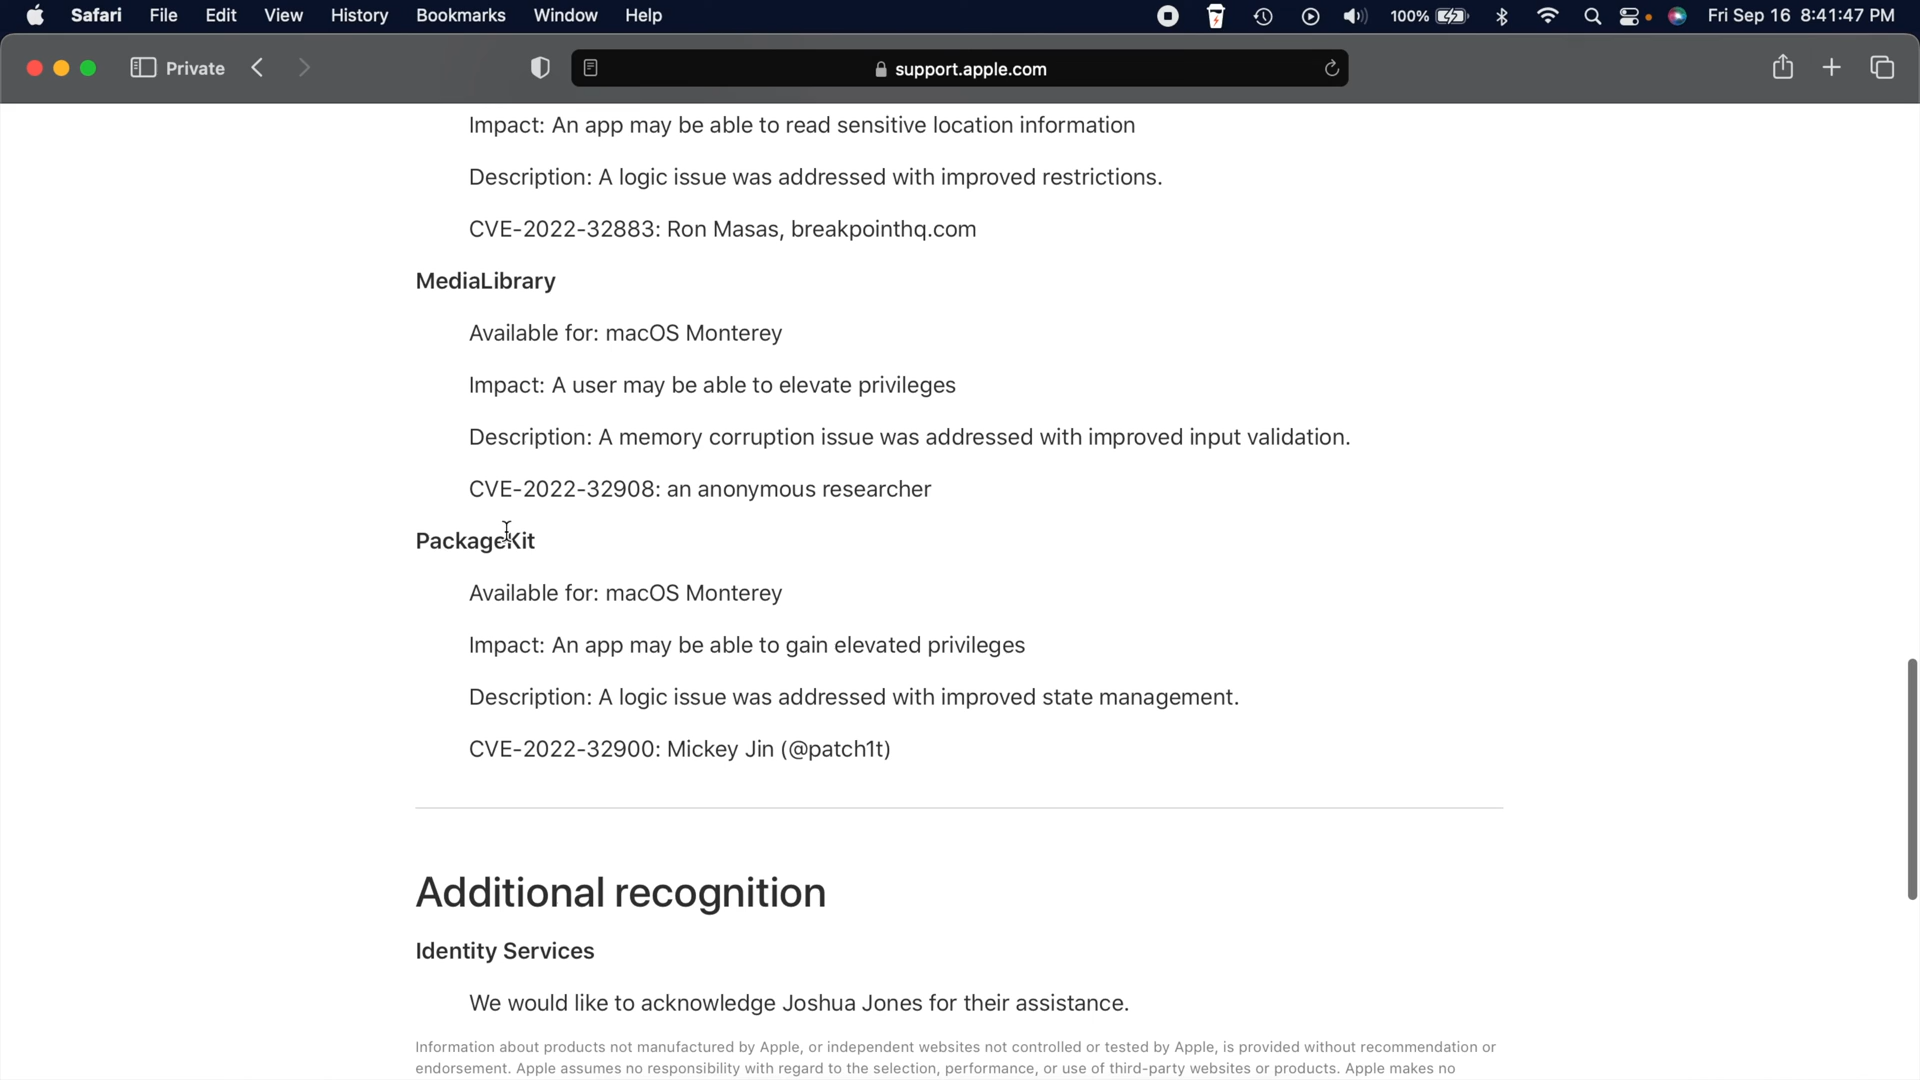 Safari File Edit View History Bookmarks Window Help 100% Fri Sep 16 8:41:47 PM
Private support.apple.com
Impact: An app may be able to read sensitive location information
Description: A logic issue was addressed with improved restrictions.
CVE-2022-32883: Ron Masas, breakpointhq.com
MediaLibrary
Available for: macOS Monterey
Impact: A user may be able to elevate privileges
Description: A memory corruption issue was addressed with improved input validation.
CVE-2022-32908: an anonymous researcher
PackageKit
Available for: macOS Monterey
Impact: An app may be able to gain elevated privileges
Description: A logic issue was addressed with improved state management.
CVE-2022-32900: Mickey Jin (@patch1t)
Additional recognition
Identity Services
We would like to acknowledge Joshua Jones for their assistance.
Information about products not manufactured by Apple, or independent websites not controlled or tested by Apple, is provided without recommendation or
endorsement. Apple assumes no responsibility with regard to the selection, performance, or use of third-party websites or products. Apple makes no